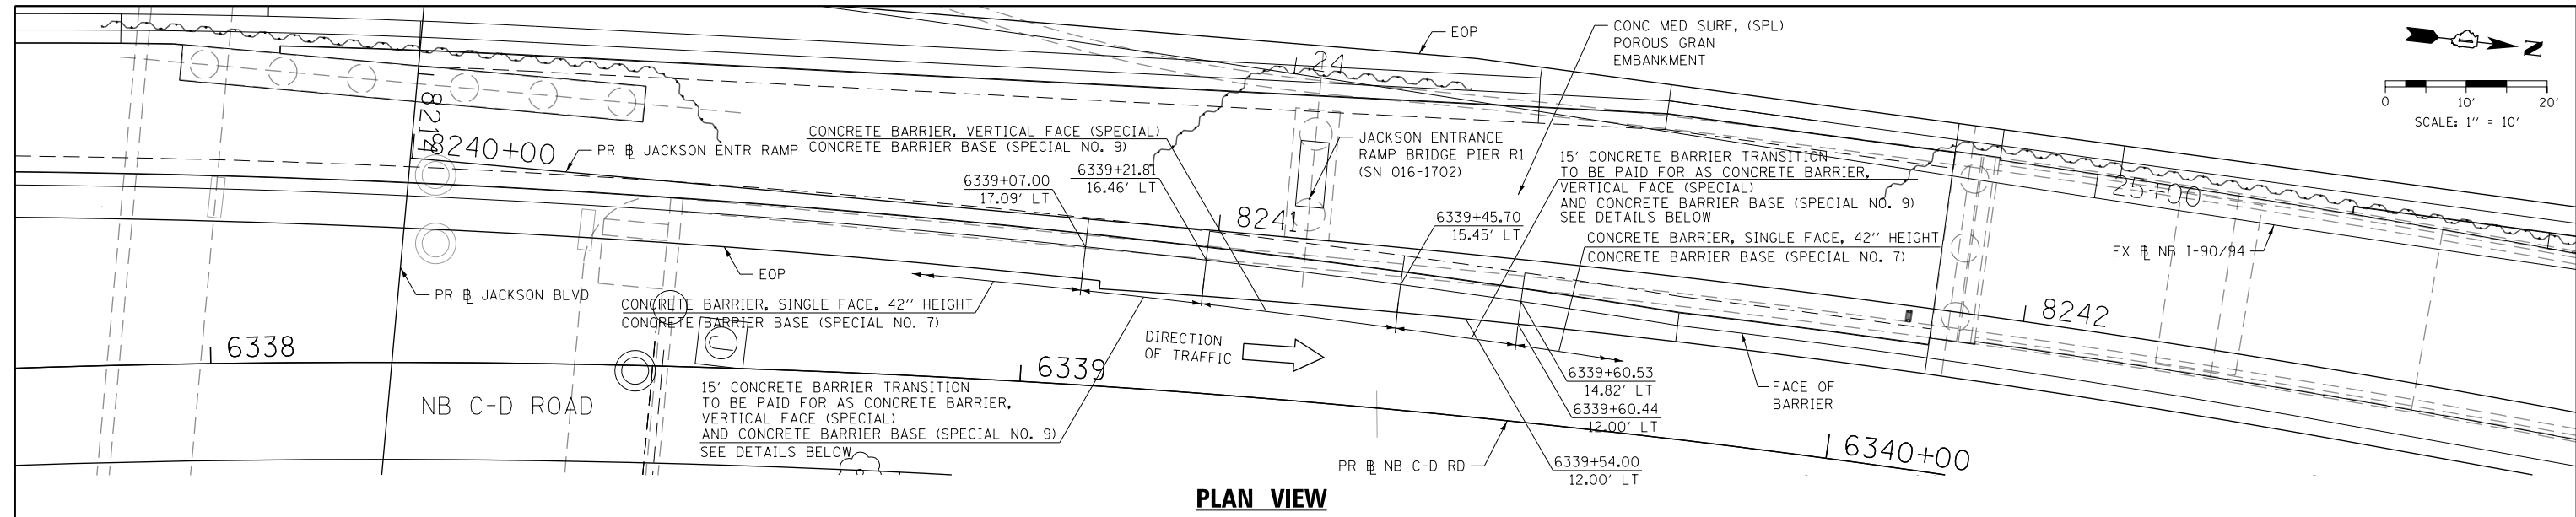 EOP
CONC MED SURF, (SPL)
POROUS GRAN
EMBANKMENT
N
0 10' 20'
SCALE: 1'' = 10'
24
8214
8240+00
PR ℄ JACKSON ENTR RAMP
CONCRETE BARRIER, VERTICAL FACE (SPECIAL)
CONCRETE BARRIER BASE (SPECIAL NO. 9)
6339+07.00
17.09' LT
6339+21.81
16.46' LT
8241
JACKSON ENTRANCE
RAMP BRIDGE PIER R1
(SN 016-1702)
6339+45.70
15.45' LT
15' CONCRETE BARRIER TRANSITION
TO BE PAID FOR AS CONCRETE BARRIER,
VERTICAL FACE (SPECIAL)
AND CONCRETE BARRIER BASE (SPECIAL NO. 9)
SEE DETAILS BELOW
CONCRETE BARRIER, SINGLE FACE, 42'' HEIGHT
CONCRETE BARRIER BASE (SPECIAL NO. 7)
25+00
EX ℄ NB I-90/94
8242
PR ℄ JACKSON BLVD
EOP
CONCRETE BARRIER, SINGLE FACE, 42'' HEIGHT
CONCRETE BARRIER BASE (SPECIAL NO. 7)
6338
6339
DIRECTION
OF TRAFFIC
NB C-D ROAD
15' CONCRETE BARRIER TRANSITION
TO BE PAID FOR AS CONCRETE BARRIER,
VERTICAL FACE (SPECIAL)
AND CONCRETE BARRIER BASE (SPECIAL NO. 9)
SEE DETAILS BELOW
6339+60.53
14.82' LT
6339+60.44
12.00' LT
FACE OF
BARRIER
PR ℄ NB C-D RD
6339+54.00
12.00' LT
6340+00
PLAN VIEW